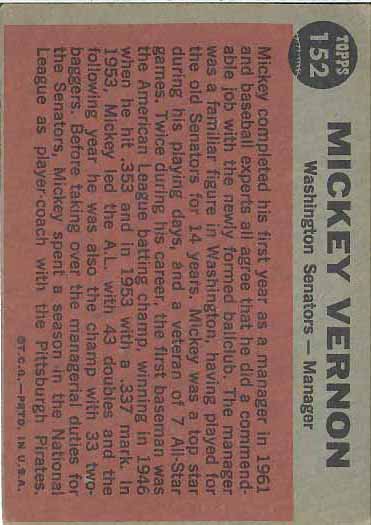 TOPPS
152
MICKEY VERNON
Washington Senators — Manager
Mickey completed his first year as a manager in 1961
and baseball experts all agree that he did a commend-
able job with the newly formed ballclub. The manager
was a familiar figure in Washington, having played for
the old Senators for 14 years. Mickey was a top star
during his playing days, and a veteran of 7 All-Star
games. Twice during his career, the first baseman was
the American League batting champ, winning in 1946
when he hit .353 and in 1953 with a .337 mark. In
1953, Mickey led the A.L. with 43 doubles and the
following year he was also the champ with 33 two-
baggers. Before taking over the managerial duties for
the Senators, Mickey spent a season in the National
League as player-coach with the Pittsburgh Pirates.
©T.C.G.—PRTD. IN U.S.A.